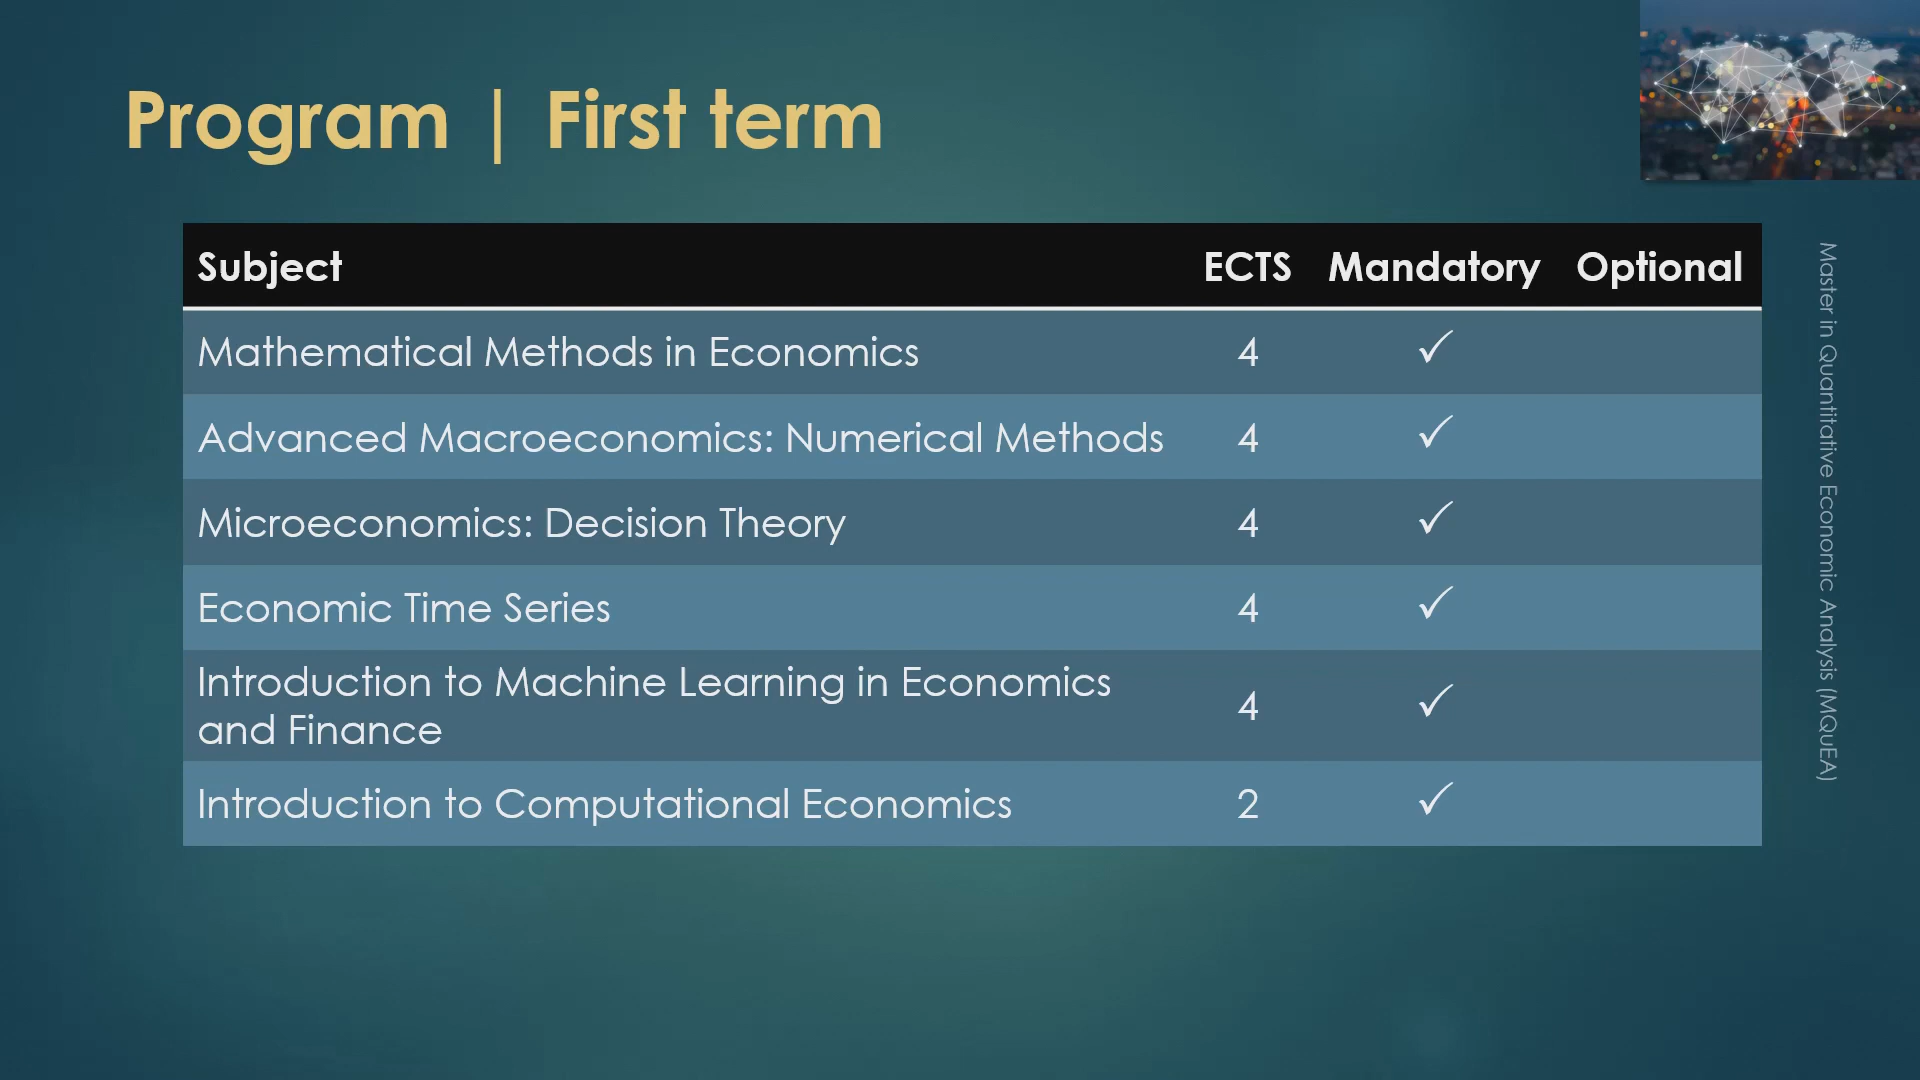 Program | First term
Subject ECTS Mandatory Optional
Mathematical Methods in Economics 4 ✓
Advanced Macroeconomics: Numerical Methods 4 ✓
Microeconomics: Decision Theory 4 ✓
Economic Time Series 4 ✓
Introduction to Machine Learning in Economics
and Finance 4 ✓
Introduction to Computational Economics 2 ✓
Master in Quantitative Economic Analysis (MQuEA)